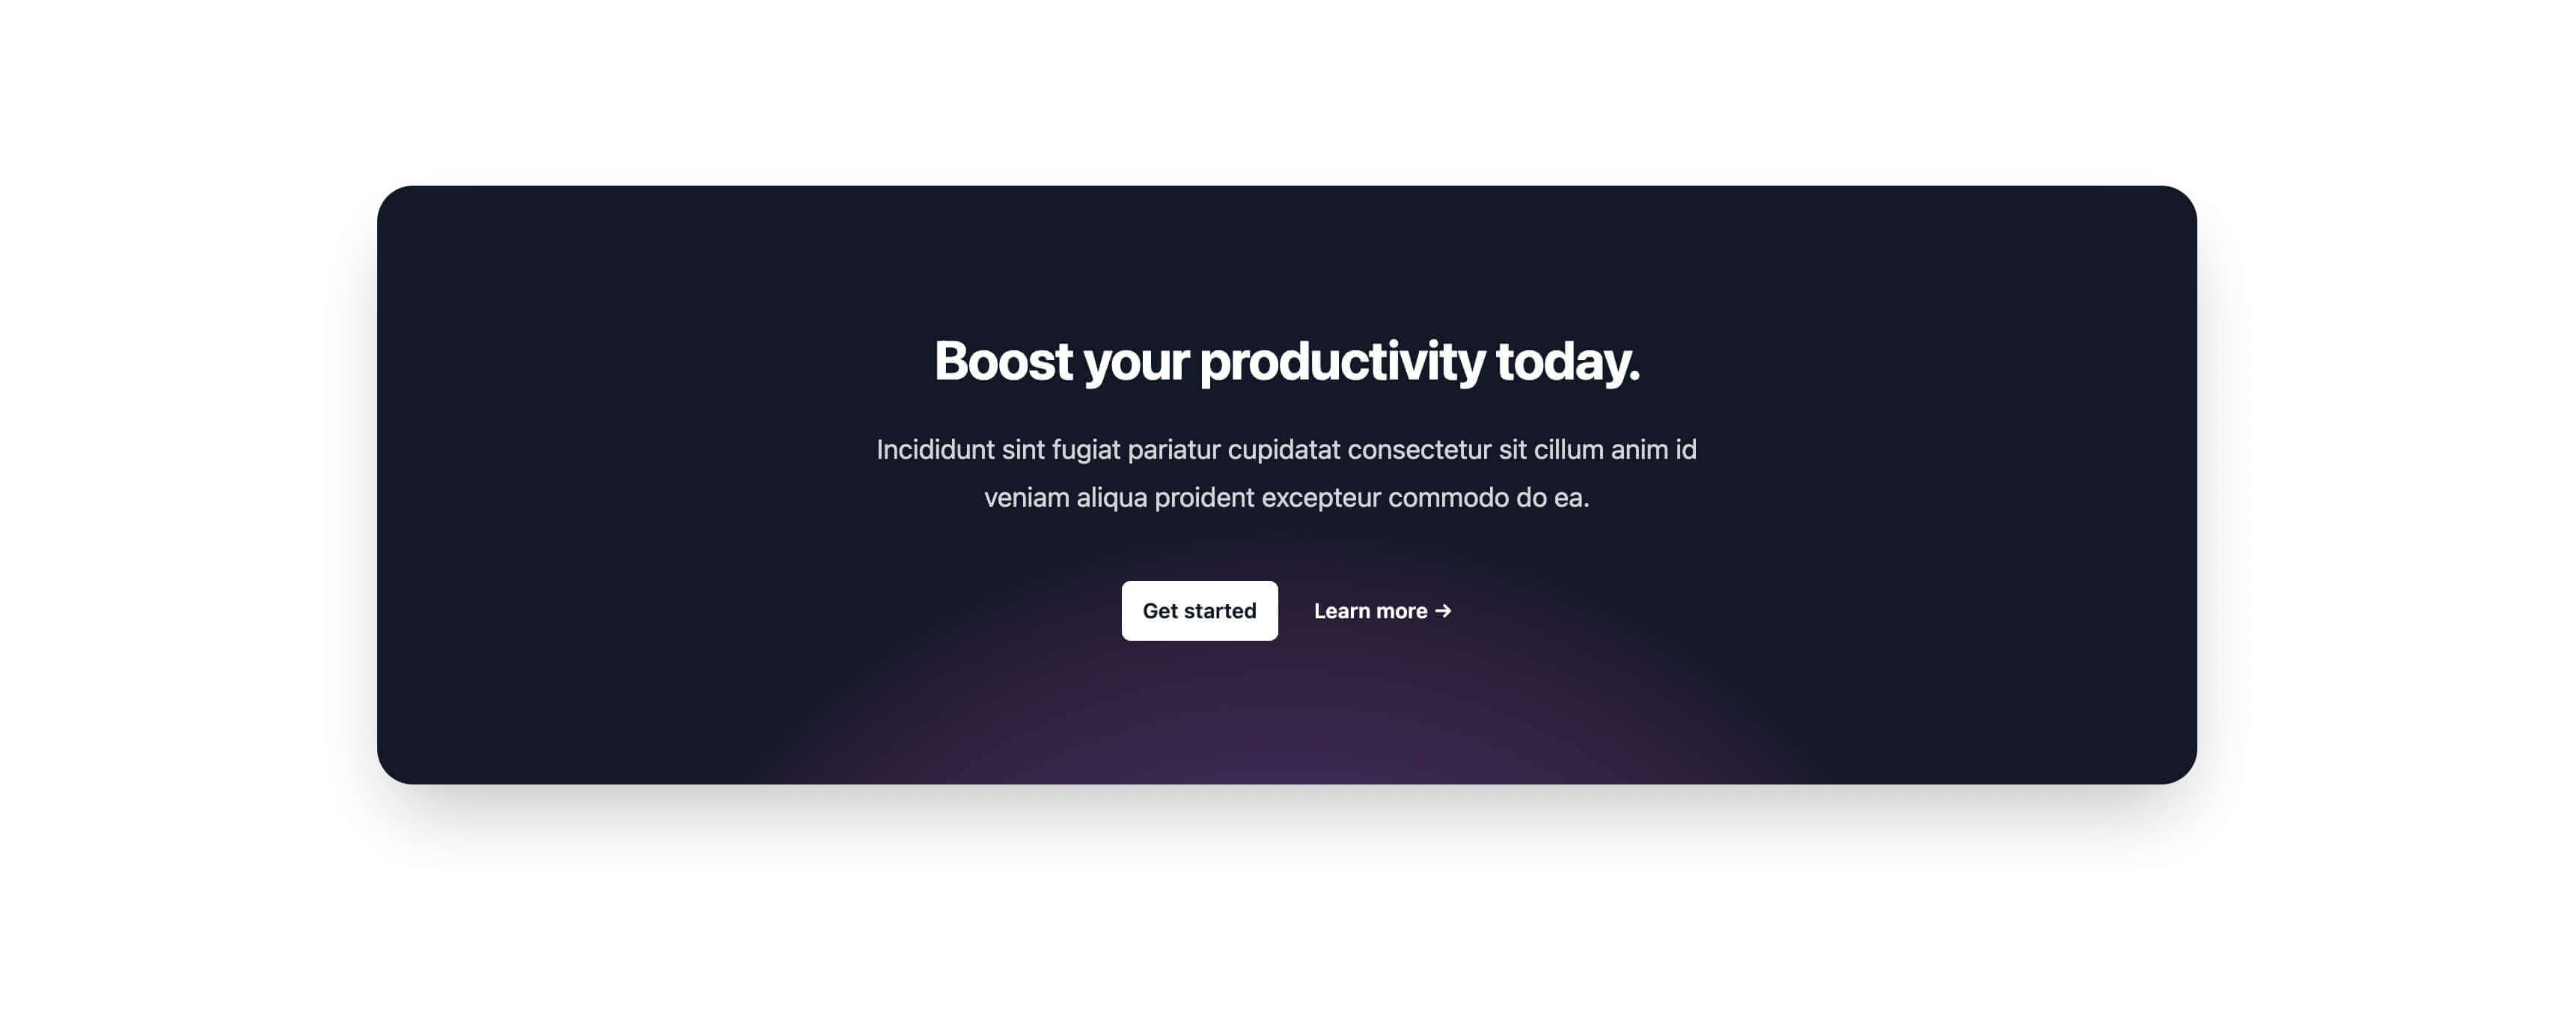 Boost your productivity today.
Incididunt sint fugiat pariatur cupidatat consectetur sit cillum anim id
veniam aliqua proident excepteur commodo do ea.
Get started
Learn more →